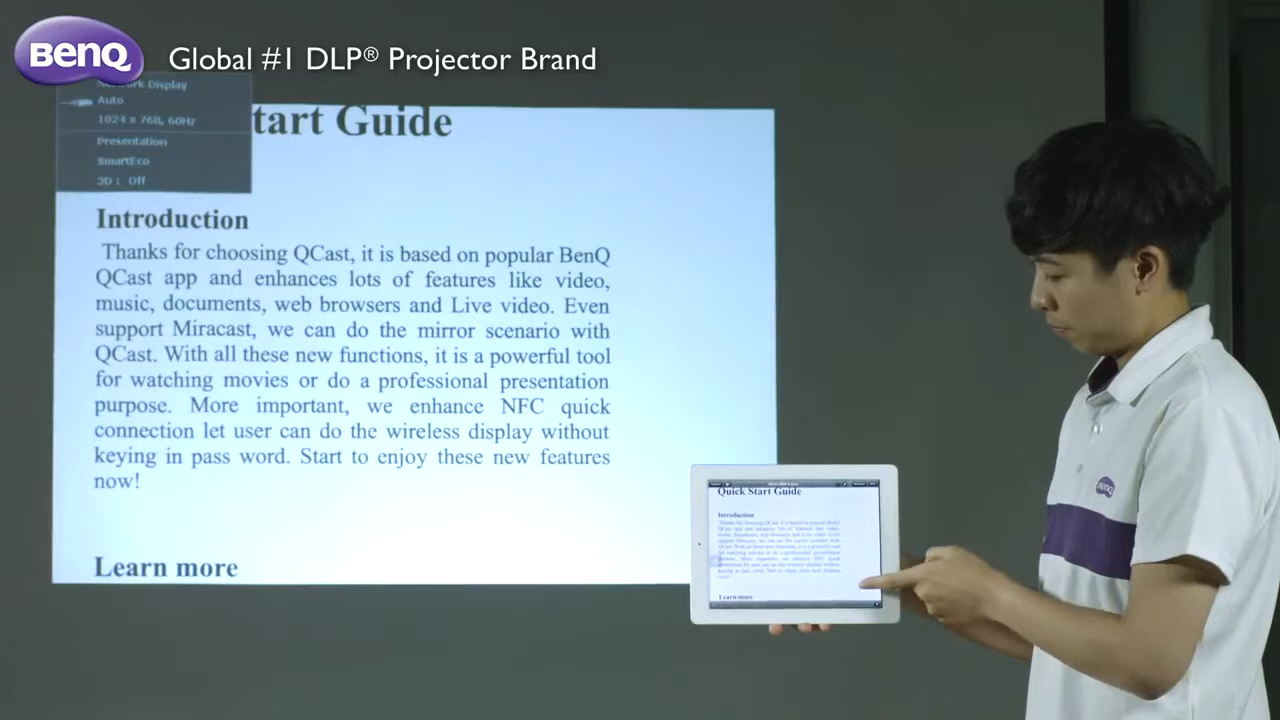 BenQ
Global #1 DLP® Projector Brand
Display
Auto
1024 x 768, 60Hz
Presentation
SmartEco
3D : Off
tart Guide
Introduction
Thanks for choosing QCast, it is based on popular BenQ
QCast app and enhances lots of features like video,
music, documents, web browsers and Live video. Even
support Miracast, we can do the mirror scenario with
QCast. With all these new functions, it is a powerful tool
for watching movies or do a professional presentation
purpose. More important, we enhance NFC quick
connection let user can do the wireless display without
keying in pass word. Start to enjoy these new features
now!
Learn more
Quick Start Guide
Introduction
Learn more
BenQ